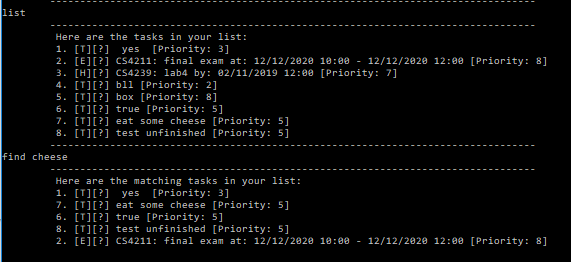 list
Here are the tasks in your list:
1. [T][?]  yes  [Priority: 3]
2. [E][?] CS4211: final exam at: 12/12/2020 10:00 - 12/12/2020 12:00 [Priority: 8]
3. [H][?] CS4239: lab4 by: 02/11/2019 12:00 [Priority: 7]
4. [T][?] bll [Priority: 2]
5. [T][?] box [Priority: 8]
6. [T][?] true [Priority: 5]
7. [T][?] eat some cheese [Priority: 5]
8. [T][?] test unfinished [Priority: 5]
find cheese
Here are the matching tasks in your list:
1. [T][?]  yes  [Priority: 3]
7. [T][?] eat some cheese [Priority: 5]
6. [T][?] true [Priority: 5]
8. [T][?] test unfinished [Priority: 5]
2. [E][?] CS4211: final exam at: 12/12/2020 10:00 - 12/12/2020 12:00 [Priority: 8]